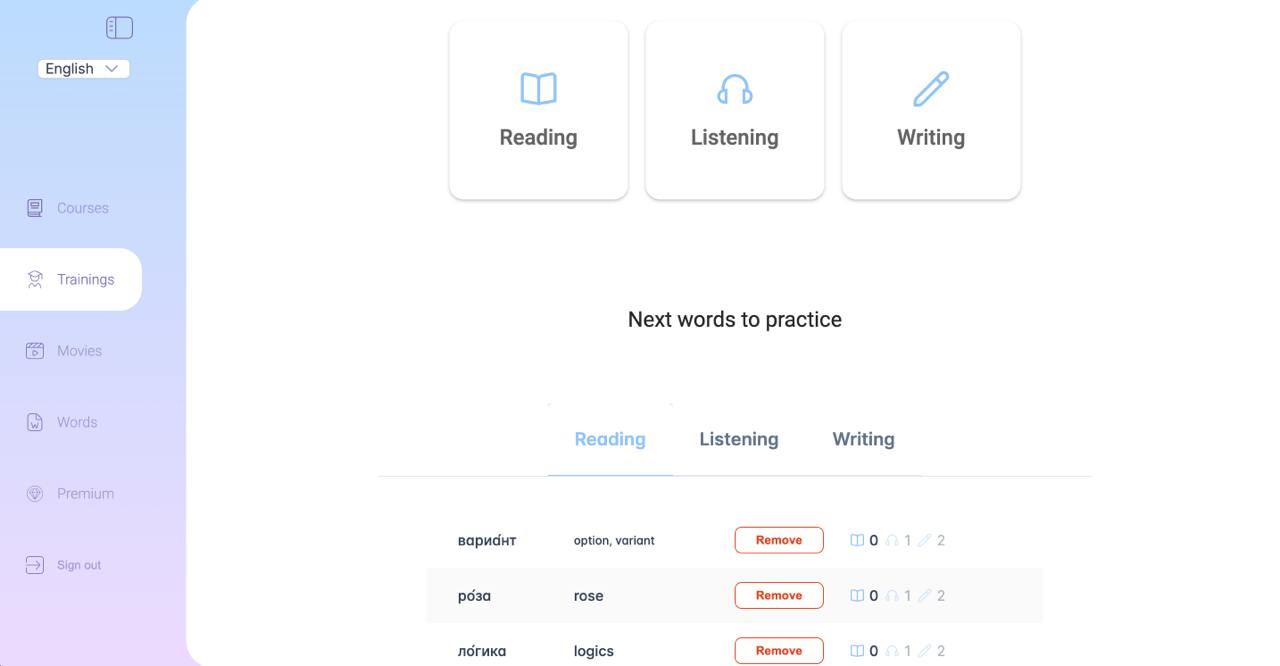 English
Courses
Trainings
Movies
Words
Premium
Sign out
Reading
Listening
Writing
Next words to practice
Reading Listening Writing
вариа́нт option, variant Remove 0 1 2
ро́за rose Remove 0 1 2
ло́гика logics Remove 0 1 2